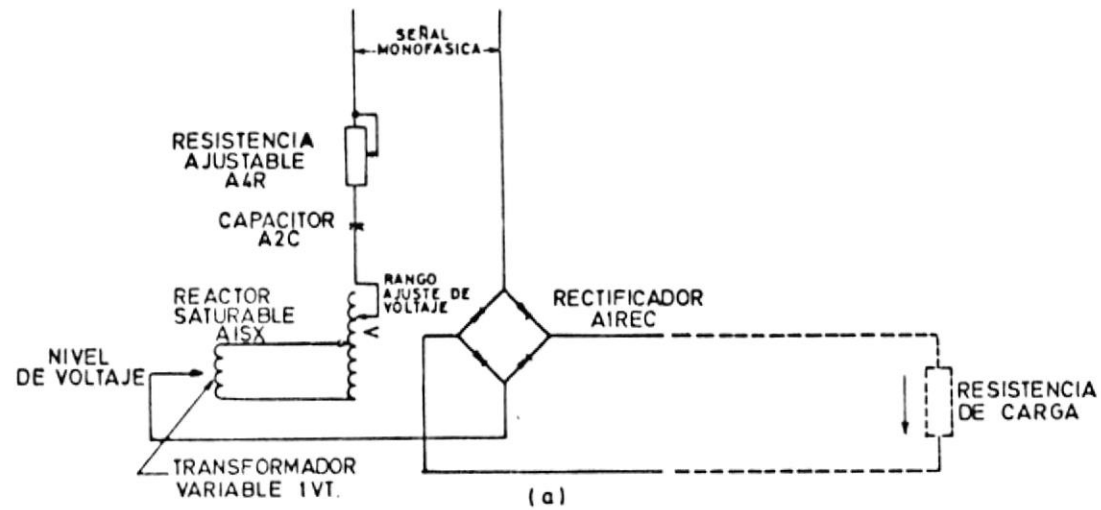 SEÑAL
MONOFASICA
RESISTENCIA
AJUSTABLE
A4R
CAPACITOR
A2C
RANGO
AJUSTE DE
VOLTAJE
REACTOR
SATURABLE
A1SX
V
RECTIFICADOR
A1REC
NIVEL
DE VOLTAJE
RESISTENCIA
DE CARGA
TRANSFORMADOR
VARIABLE 1VT.
(a)